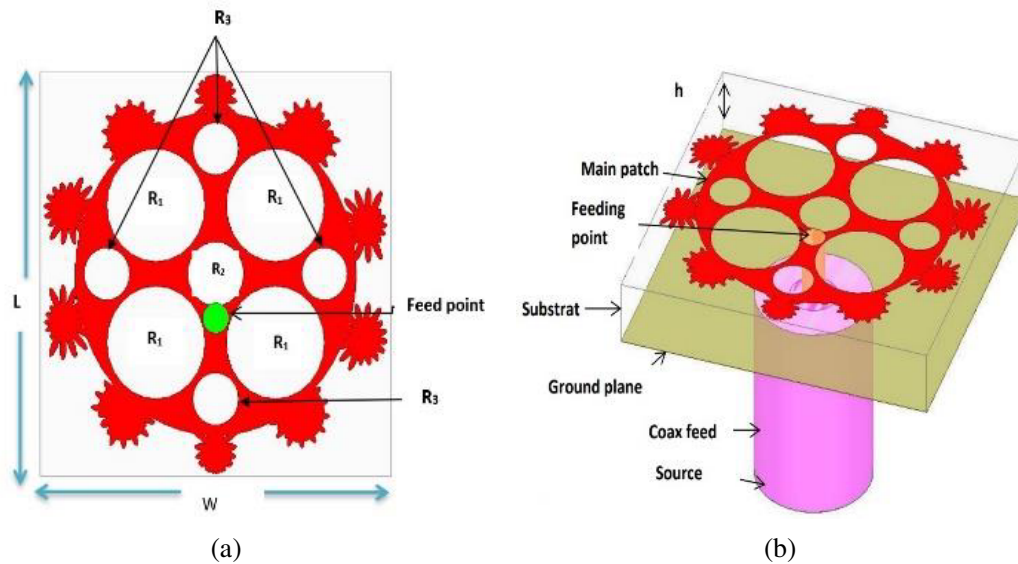 R3
R1
R1
R2
L
Feed point
R1
R1
R3
W
(a)
h
Main patch
Feeding
point
Substrat
Ground plane
Coax feed
Source
(b)